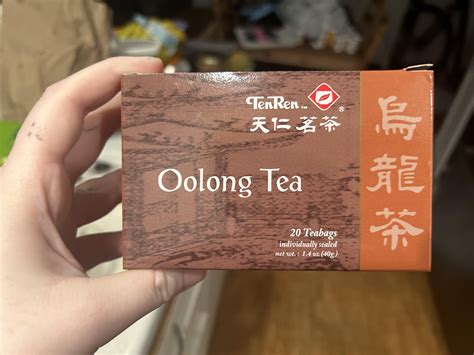 TenRen™
®
天仁茗茶
Oolong Tea
20 Teabags
individually sealed
net wt. : 1.4 oz (40g)
烏龍茶